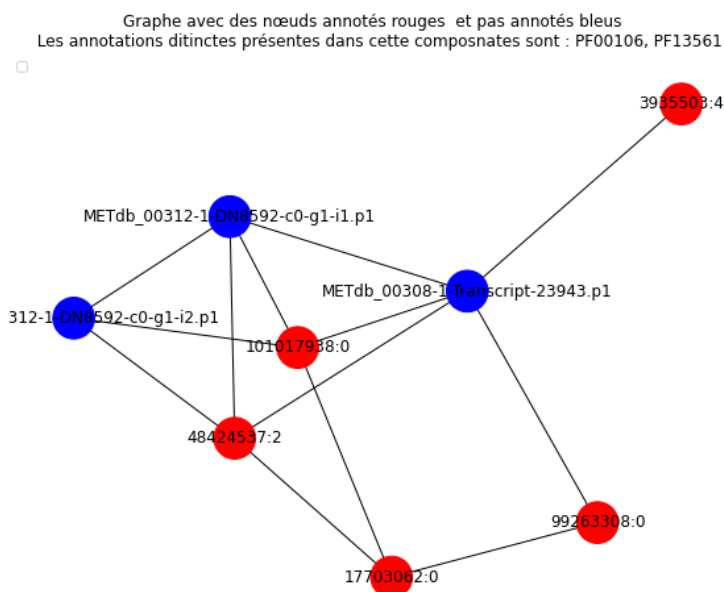 Graphe avec des nœuds annotés rouges  et pas annotés bleus
Les annotations ditinctes présentes dans cette composnates sont : PF00106, PF13561
3935503:4
METdb_00312-1-DN8592-c0-g1-i1.p1
METdb_00308-1-Transcript-23943.p1
312-1-DN8592-c0-g1-i2.p1
101017938:0
48424537:2
99263308:0
17703062:0